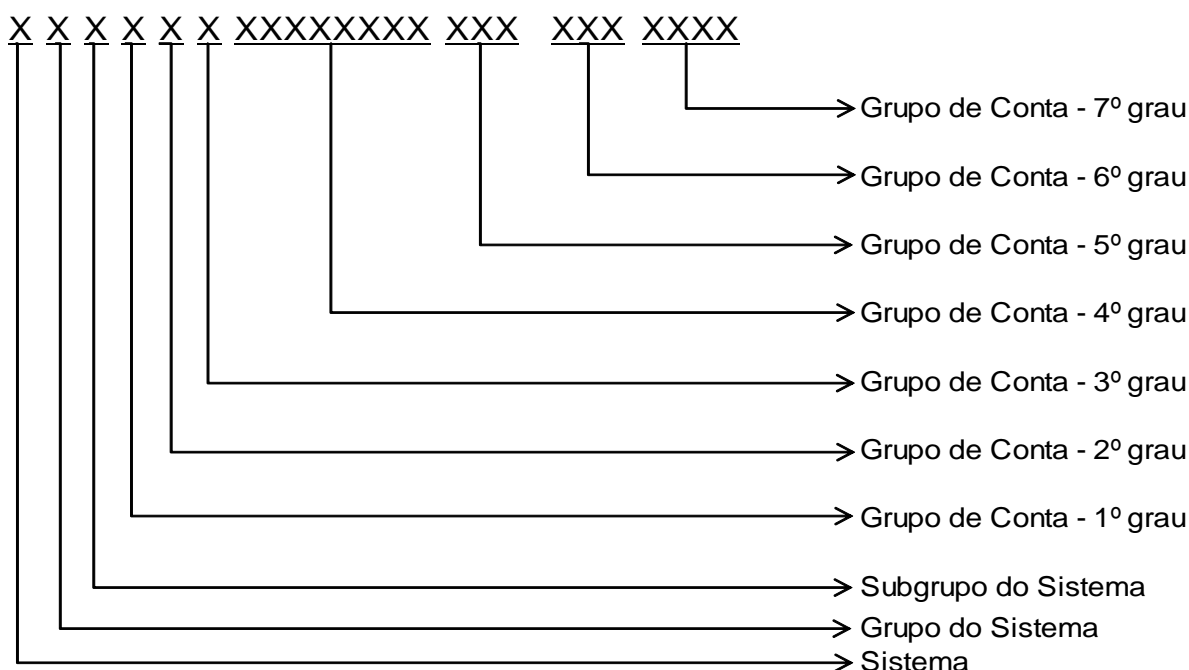 X X X X X X XXXXXXXX XXX XXX XXXX
Grupo de Conta - 7º grau
Grupo de Conta - 6º grau
Grupo de Conta - 5º grau
Grupo de Conta - 4º grau
Grupo de Conta - 3º grau
Grupo de Conta - 2º grau
Grupo de Conta - 1º grau
Subgrupo do Sistema
Grupo do Sistema
Sistema